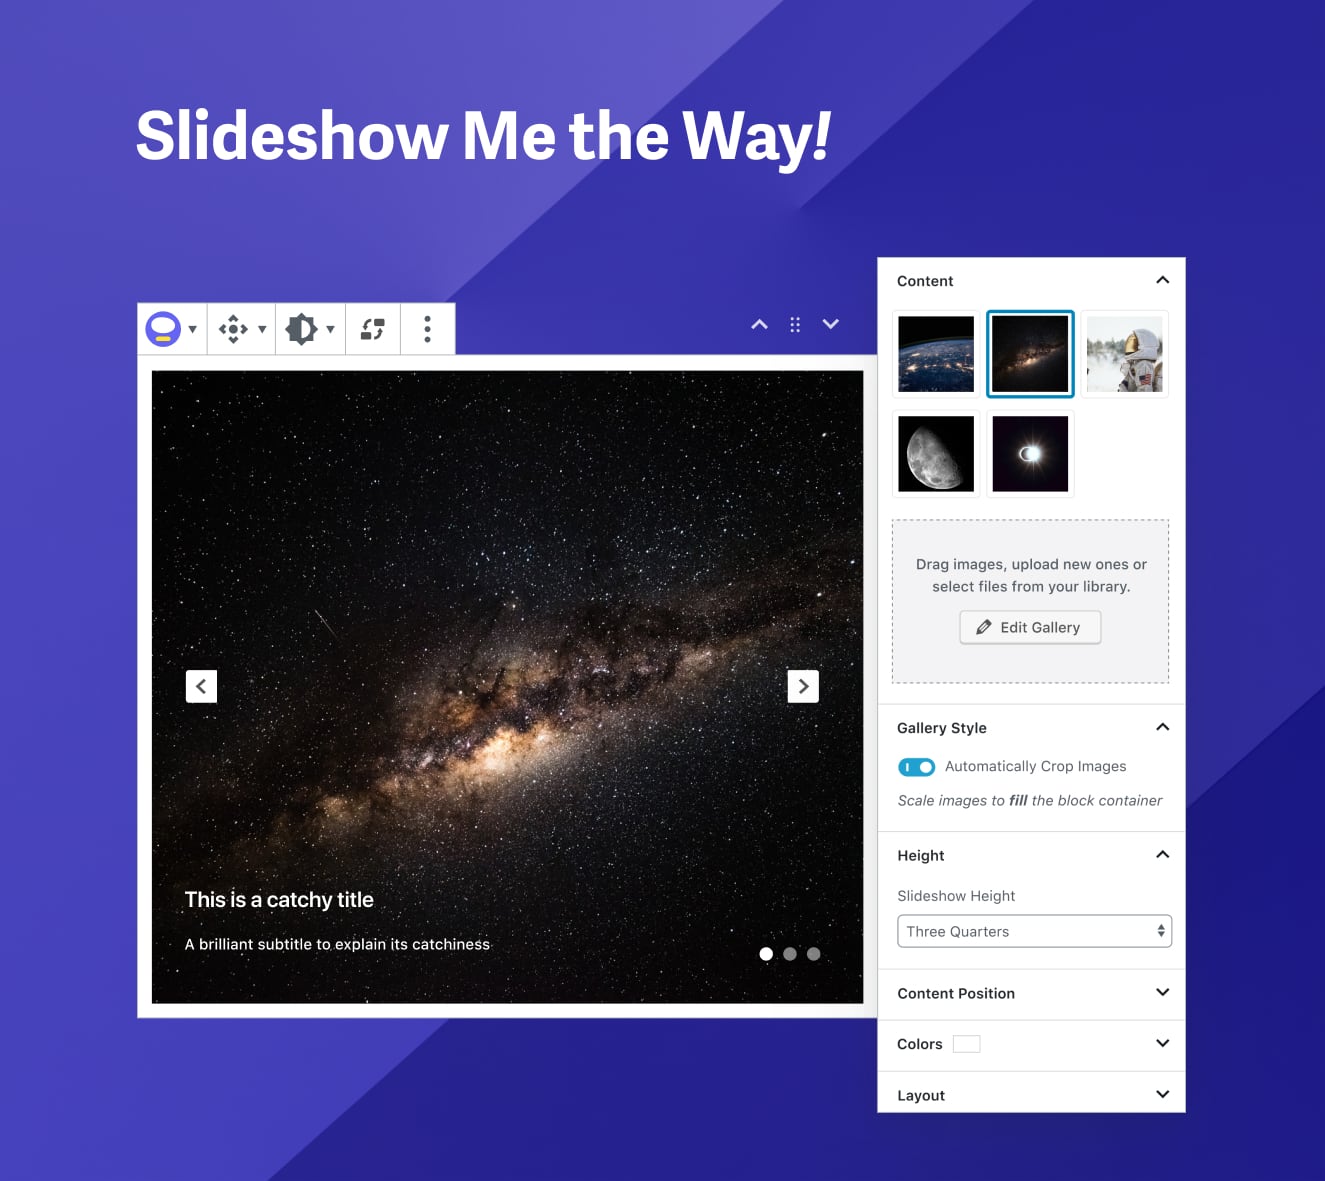 Slideshow Me the Way!
Content
Drag images, upload new ones or
select files from your library.
Edit Gallery
Gallery Style
Automatically Crop Images
Scale images to fill the block container
Height
Slideshow Height
Three Quarters
Content Position
Colors
Layout
This is a catchy title
A brilliant subtitle to explain its catchiness